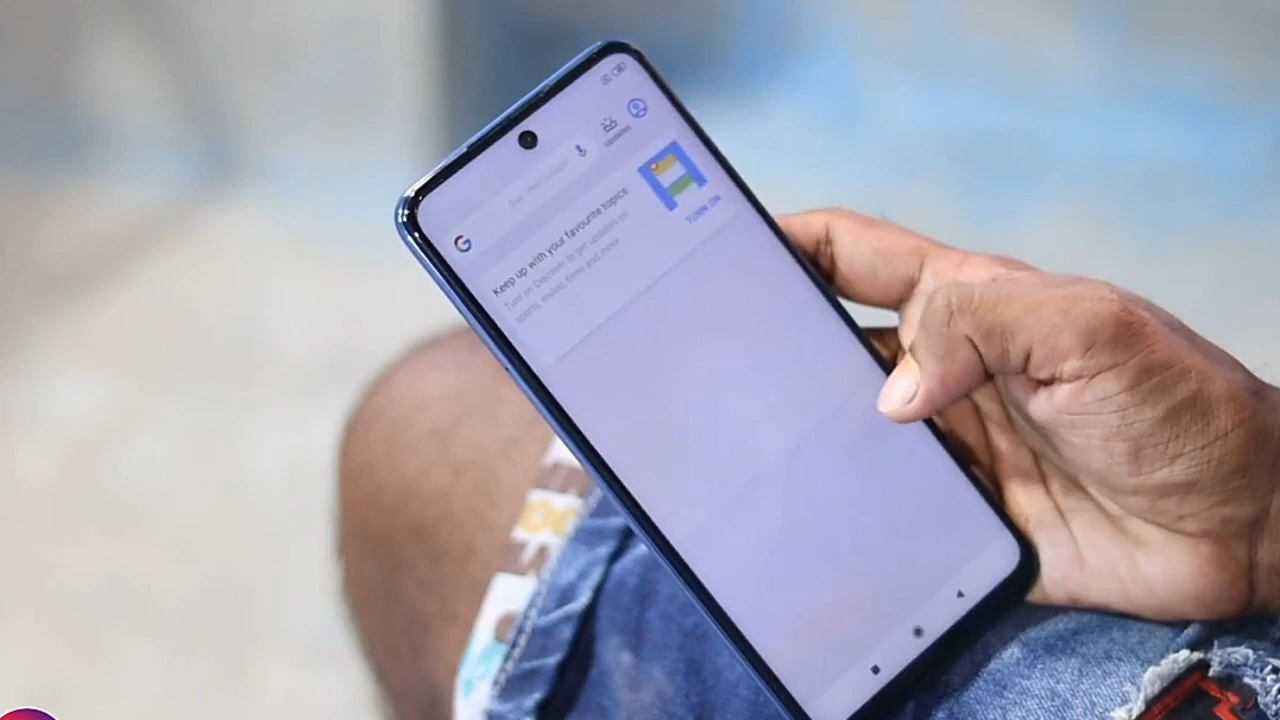 updates
Keep up with your favourite topics
Turn on Discover to get updates on
sports, music, films and more
TURN ON